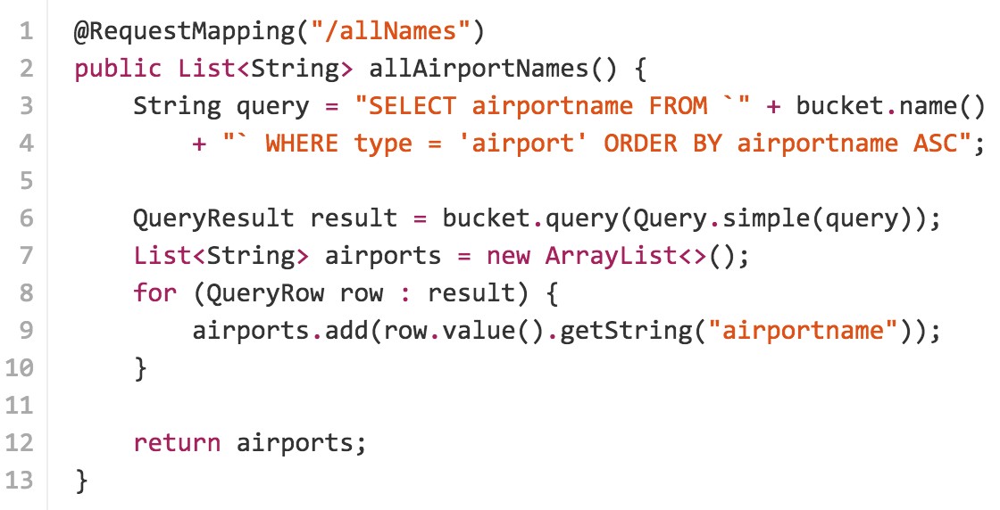 1 @RequestMapping("/allNames")
2 public List<String> allAirportNames() {
3     String query = "SELECT airportname FROM `" + bucket.name()
4         + "` WHERE type = 'airport' ORDER BY airportname ASC";
5
6     QueryResult result = bucket.query(Query.simple(query));
7     List<String> airports = new ArrayList<>();
8     for (QueryRow row : result) {
9         airports.add(row.value().getString("airportname"));
10     }
11
12     return airports;
13 }